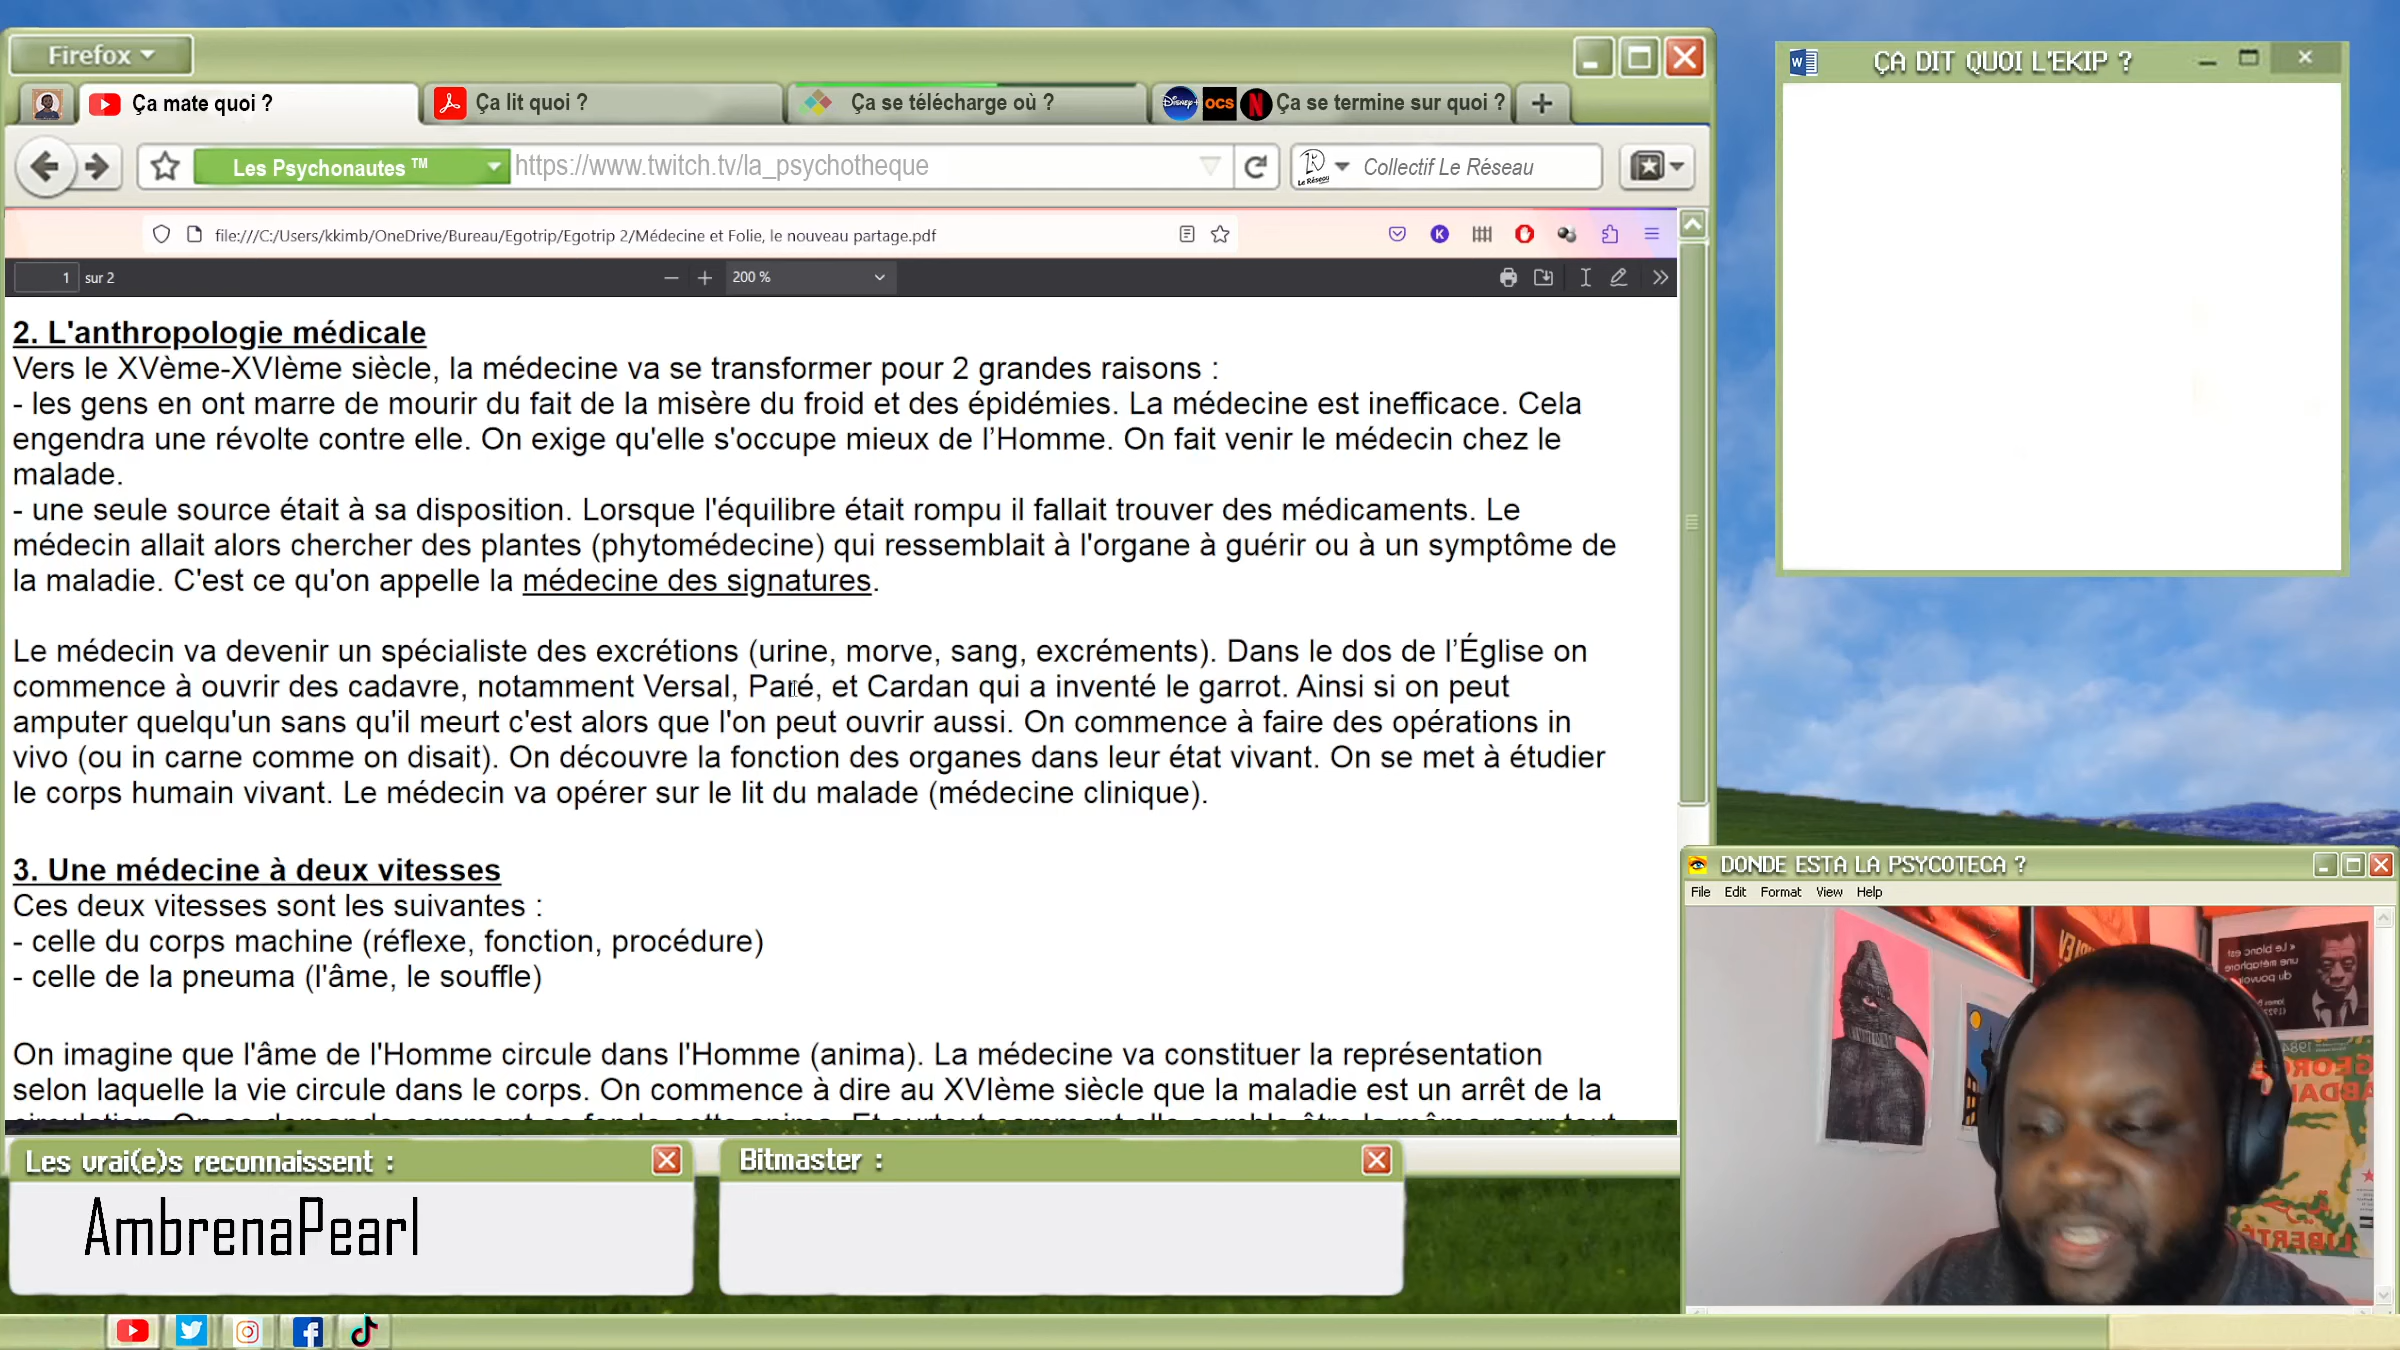 Firefox
Ça mate quoi ?
Ça lit quoi ?
Ça se télécharge où ?
Disney+ OCS N Ça se termine sur quoi ?
Les Psychonautes ™
https://www.twitch.tv/la_psychotheque
Le Réseau
Collectif Le Réseau
file:///C:/Users/kkimb/OneDrive/Bureau/Egotrip/Egotrip 2/Médecine et Folie, le nouveau partage.pdf
K
1 sur 2
200 %
2. L'anthropologie médicale
Vers le XVème-XVIème siècle, la médecine va se transformer pour 2 grandes raisons :
- les gens en ont marre de mourir du fait de la misère du froid et des épidémies. La médecine est inefficace. Cela
engendra une révolte contre elle. On exige qu'elle s'occupe mieux de l’Homme. On fait venir le médecin chez le
malade.
- une seule source était à sa disposition. Lorsque l'équilibre était rompu il fallait trouver des médicaments. Le
médecin allait alors chercher des plantes (phytomédecine) qui ressemblait à l'organe à guérir ou à un symptôme de
la maladie. C'est ce qu'on appelle la médecine des signatures.
Le médecin va devenir un spécialiste des excrétions (urine, morve, sang, excréments). Dans le dos de l’Église on
commence à ouvrir des cadavre, notamment Versal, Paré, et Cardan qui a inventé le garrot. Ainsi si on peut
amputer quelqu'un sans qu'il meurt c'est alors que l'on peut ouvrir aussi. On commence à faire des opérations in
vivo (ou in carne comme on disait). On découvre la fonction des organes dans leur état vivant. On se met à étudier
le corps humain vivant. Le médecin va opérer sur le lit du malade (médecine clinique).
3. Une médecine à deux vitesses
Ces deux vitesses sont les suivantes :
- celle du corps machine (réflexe, fonction, procédure)
- celle de la pneuma (l'âme, le souffle)
On imagine que l'âme de l'Homme circule dans l'Homme (anima). La médecine va constituer la représentation
selon laquelle la vie circule dans le corps. On commence à dire au XVIème siècle que la maladie est un arrêt de la
ÇA DIT QUOI L'EKIP ?
DONDE ESTA LA PSYCOTECA ?
File Edit Format View Help
« Le blanc est
une métaphore
du pouvoir
1984
GEORGES
ABDAL
LIBERTÉ
Les vrai(e)s reconnaissent :
AmbrenaPearl
Bitmaster :